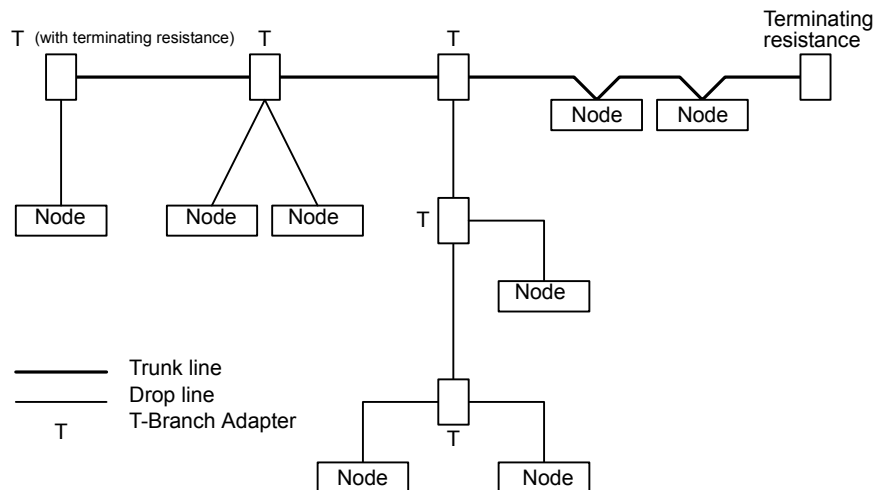 T (with terminating resistance)
T
T
Terminating
resistance
Node
Node
Node
Node
Node
T
Node
Trunk line
Drop line
T T-Branch Adapter
T
Node
Node